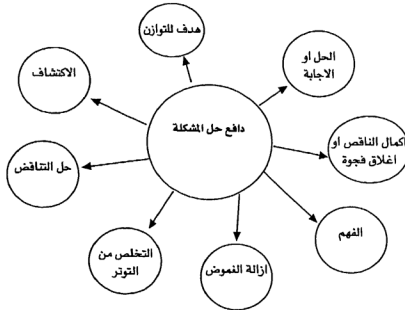 دافع حل المشكلة
هدف للتوازن
الحل او
الاجابة
اكمال الناقص او
اغلاق فجوة
الفهم
ازالة الغموض
التخلص من
التوتر
حل التناقض
الاكتشاف